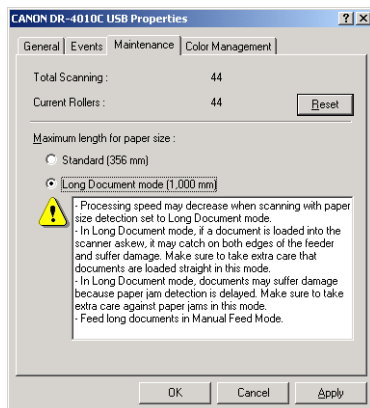 CANON DR-4010C USB Properties
General Events Maintenance Color Management
Total Scanning : 44
Current Rollers : 44 Reset
Maximum length for paper size :
Standard (356 mm)
Long Document mode (1,000 mm)
- Processing speed may decrease when scanning with paper
size detection set to Long Document mode.
- In Long Document mode, if a document is loaded into the
scanner askew, it may catch on both edges of the feeder
and suffer damage. Make sure to take extra care that
documents are loaded straight in this mode.
- In Long Document mode, documents may suffer damage
because paper jam detection is delayed. Make sure to take
extra care against paper jams in this mode.
- Feed long documents in Manual Feed Mode.
OK Cancel Apply